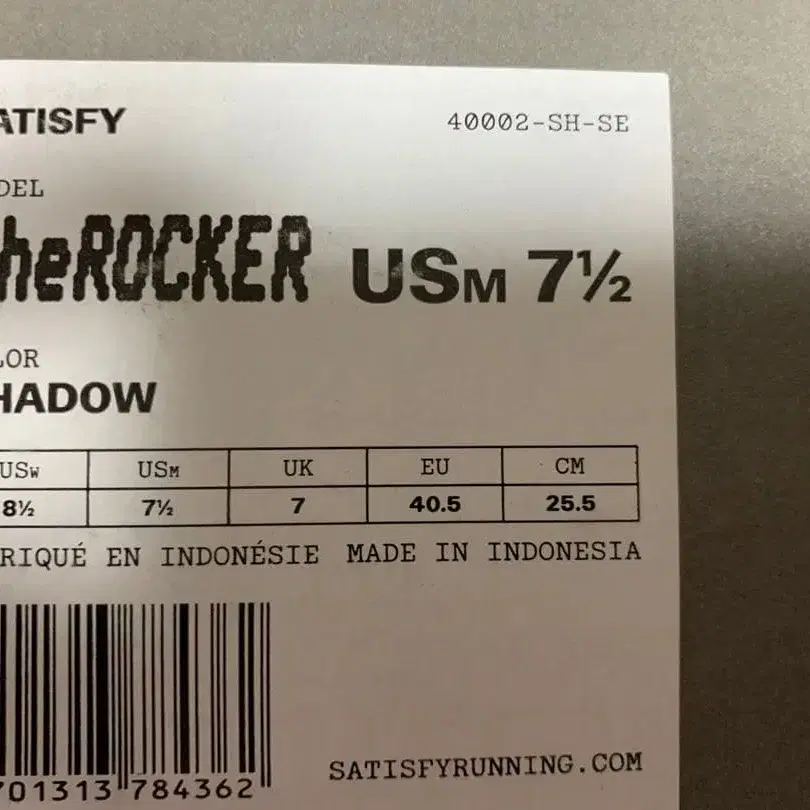 ATISFY
40002-SH-SE
DEL
heROCKER
USM 7½
LOR
HADOW
USW USM UK EU CM
8½ 7½ 7 40.5 25.5
RIQUÉ EN INDONÉSIE MADE IN INDONESIA
701313 784362
SATISFYRUNNING.COM